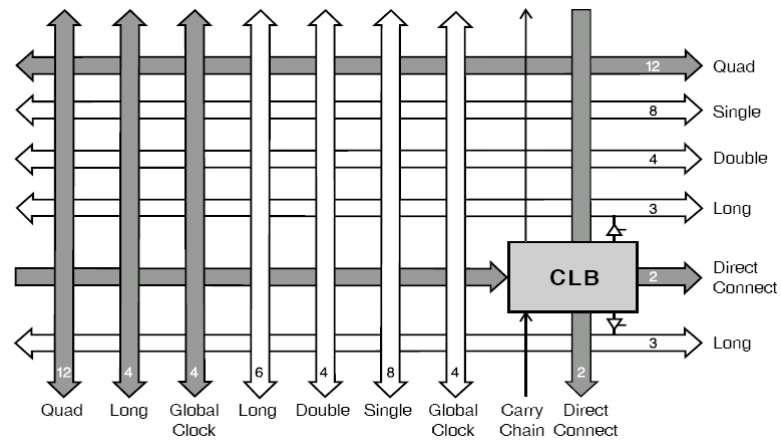 12 Quad
8 Single
4 Double
3 Long
CLB
2 Direct
Connect
3 Long
12 4 4 6 4 8 4 2
Quad Long Global Long Double Single Global Carry Direct
Clock Clock Chain Connect